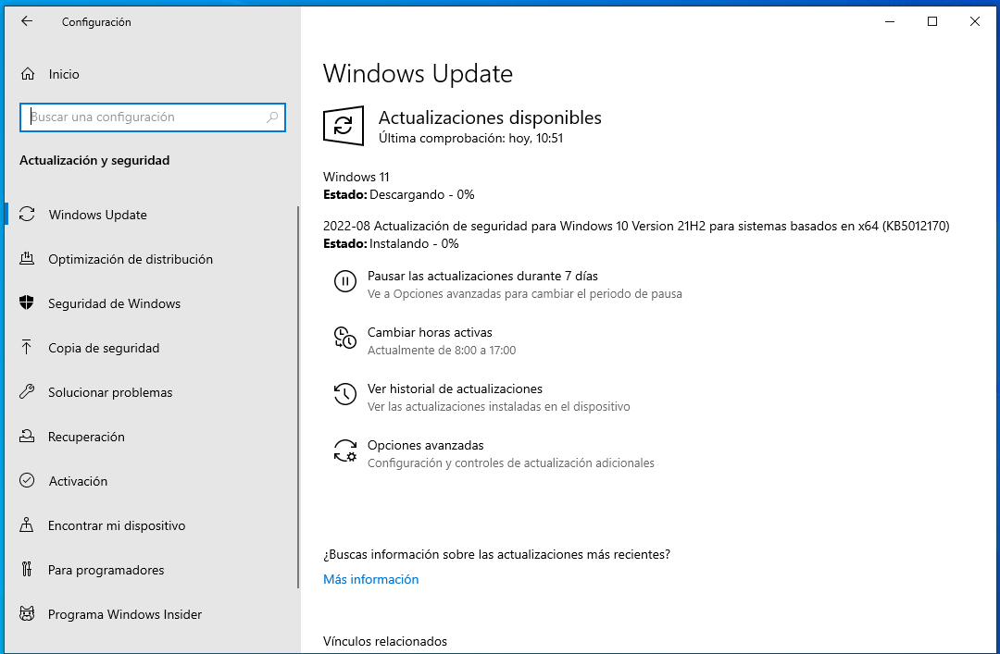 Configuración
Inicio
Buscar una configuración
Actualización y seguridad
Windows Update
Optimización de distribución
Seguridad de Windows
Copia de seguridad
Solucionar problemas
Recuperación
Activación
Encontrar mi dispositivo
Para programadores
Programa Windows Insider
Windows Update
Actualizaciones disponibles
Última comprobación: hoy, 10:51
Windows 11
Estado: Descargando - 0%
2022-08 Actualización de seguridad para Windows 10 Version 21H2 para sistemas basados en x64 (KB5012170)
Estado: Instalando - 0%
Pausar las actualizaciones durante 7 días
Ve a Opciones avanzadas para cambiar el periodo de pausa
Cambiar horas activas
Actualmente de 8:00 a 17:00
Ver historial de actualizaciones
Ver las actualizaciones instaladas en el dispositivo
Opciones avanzadas
Configuración y controles de actualización adicionales
¿Buscas información sobre las actualizaciones más recientes?
Más información
Vínculos relacionados